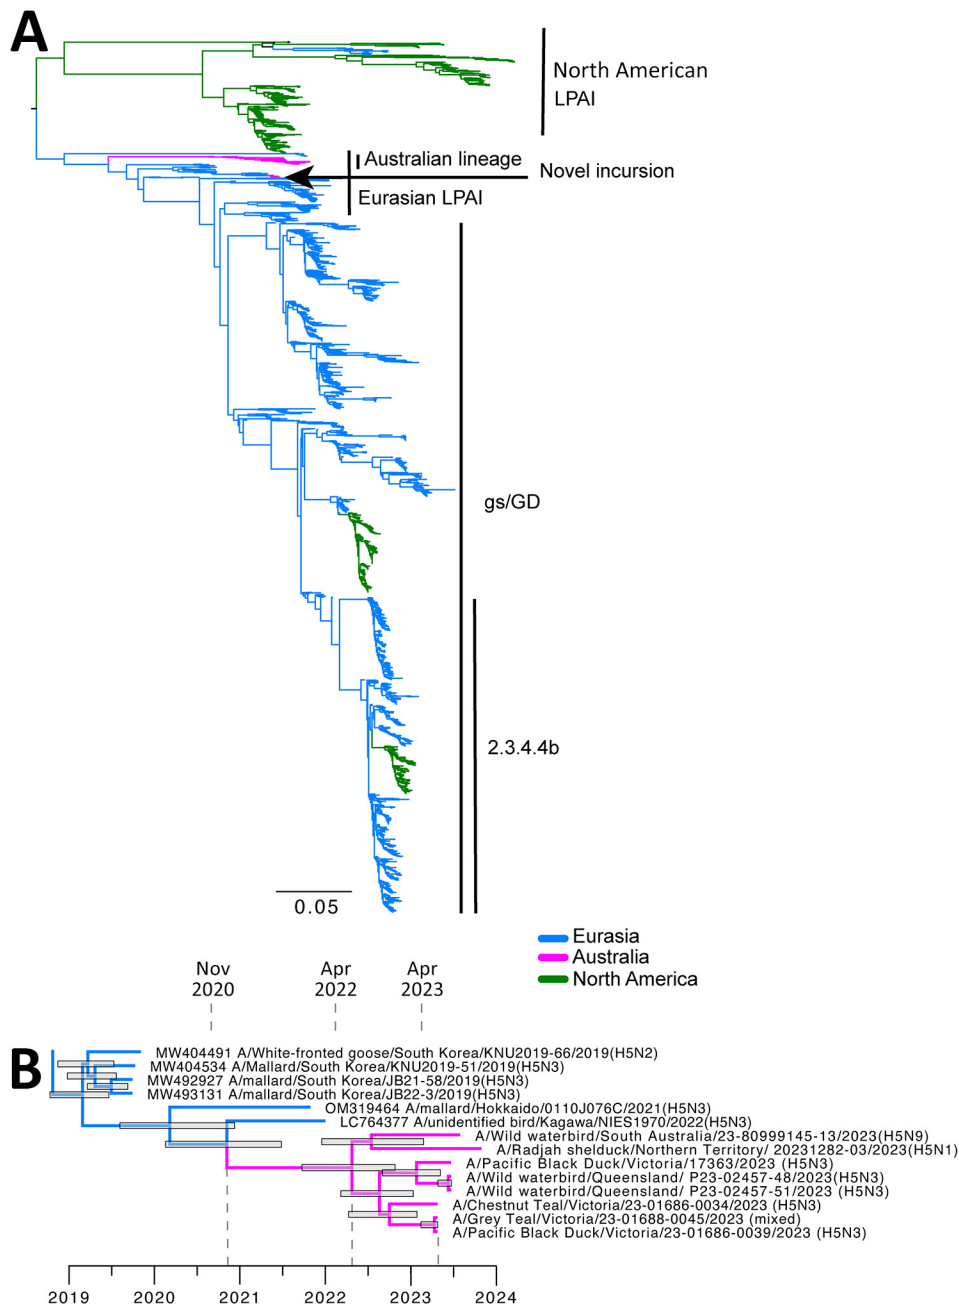 A
North American
LPAI
Australian lineage
Novel incursion
Eurasian LPAI
gs/GD
2.3.4.4b
0.05
Eurasia
Australia
North America
Nov
2020
Apr
2022
Apr
2023
B
MW404491 A/White-fronted goose/South Korea/KNU2019-66/2019(H5N2)
MW404534 A/Mallard/South Korea/KNU2019-51/2019(H5N3)
MW492927 A/mallard/South Korea/JB21-58/2019(H5N3)
MW493131 A/mallard/South Korea/JB22-3/2019(H5N3)
OM319464 A/mallard/Hokkaido/0110J076C/2021(H5N3)
LC764377 A/unidentified bird/Kagawa/NIES1970/2022(H5N3)
A/Wild waterbird/South Australia/23-80999145-13/2023(H5N9)
A/Radjah shelduck/Northern Territory/ 20231282-03/2023(H5N1)
A/Pacific Black Duck/Victoria/17363/2023 (H5N3)
A/Wild waterbird/Queensland/ P23-02457-48/2023(H5N3)
A/Wild waterbird/Queensland/ P23-02457-51/2023 (H5N3)
A/Chestnut Teal/Victoria/23-01686-0034/2023 (H5N3)
A/Grey Teal/Victoria/23-01688-0045/2023 (mixed)
A/Pacific Black Duck/Victoria/23-01686-0039/2023 (H5N3)
2019 2020 2021 2022 2023 2024